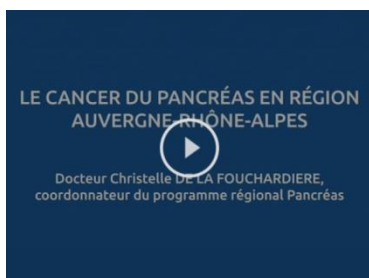 LE CANCER DU PANCRÉAS EN RÉGION
AUVERGNE-RHÔNE-ALPES
Docteur Christelle DE LA FOUCHARDIERE,
coordonnateur du programme régional Pancréas